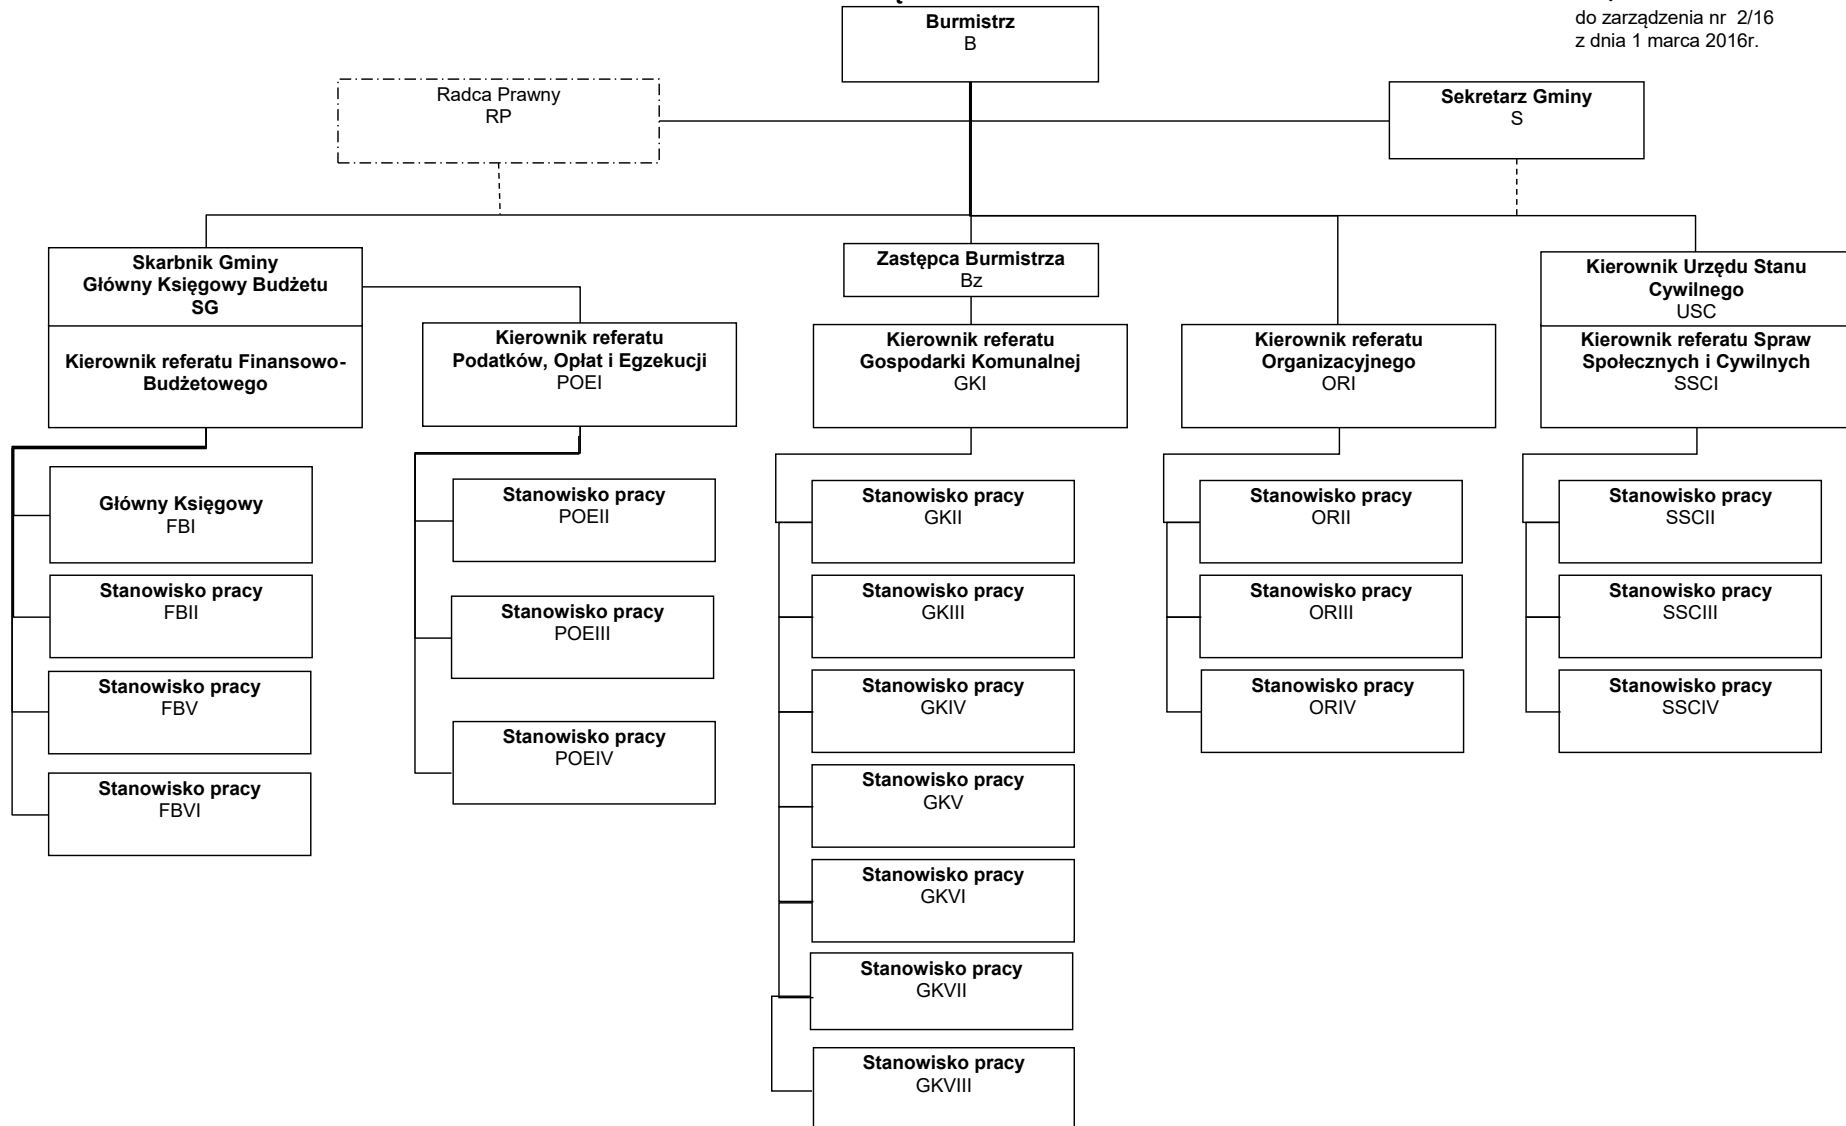 do zarządzenia nr 2/16
z dnia 1 marca 2016r.
Burmistrz
B
Radca Prawny
RP
Sekretarz Gminy
S
Skarbnik Gminy
Główny Księgowy Budżetu
SG
Kierownik referatu Finansowo-
Budżetowego
Kierownik referatu
Podatków, Opłat i Egzekucji
POEI
Zastępca Burmistrza
Bz
Kierownik referatu
Gospodarki Komunalnej
GKI
Kierownik referatu
Organizacyjnego
ORI
Kierownik Urzędu Stanu
Cywilnego
USC
Kierownik referatu Spraw
Społecznych i Cywilnych
SSCI
Główny Księgowy
FBI
Stanowisko pracy
FBII
Stanowisko pracy
FBV
Stanowisko pracy
FBVI
Stanowisko pracy
POEII
Stanowisko pracy
POEIII
Stanowisko pracy
POEIV
Stanowisko pracy
GKII
Stanowisko pracy
GKIII
Stanowisko pracy
GKIV
Stanowisko pracy
GKV
Stanowisko pracy
GKVI
Stanowisko pracy
GKVII
Stanowisko pracy
GKVIII
Stanowisko pracy
ORII
Stanowisko pracy
ORIII
Stanowisko pracy
ORIV
Stanowisko pracy
SSCII
Stanowisko pracy
SSCIII
Stanowisko pracy
SSCIV